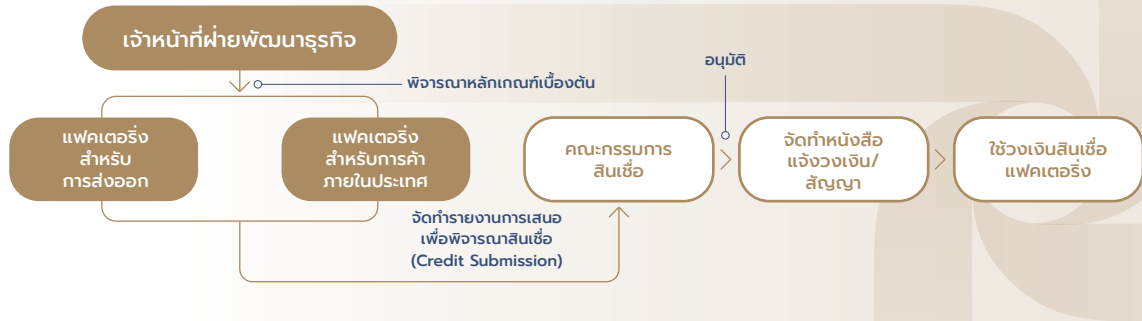 เจ้าหน้าที่ฝ่ายพัฒนาธุรกิจ
พิจารณาหลักเกณฑ์เบื้องต้น
แฟคเตอริ่ง
สำหรับ
การส่งออก
แฟคเตอริ่ง
สำหรับการค้า
ภายในประเทศ
จัดทำรายงานการเสนอ
เพื่อพิจารณาสินเชื่อ
(Credit Submission)
คณะกรรมการ
สินเชื่อ
อนุมัติ
จัดทำหนังสือ
แจ้งวงเงิน/
สัญญา
ใช้วงเงินสินเชื่อ
แฟคเตอริ่ง